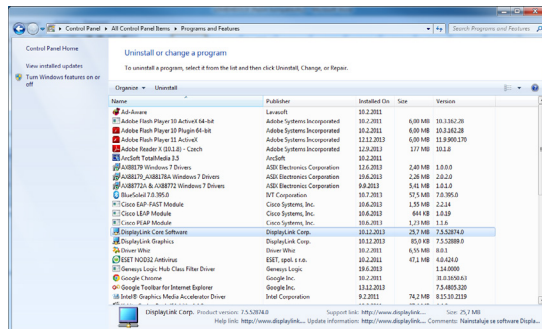 Control Panel ▸ All Control Panel Items ▸ Programs and Features
Search Programs and Features
Control Panel Home
View installed updates
Turn Windows features on or off
Uninstall or change a program
To uninstall a program, select it from the list and then click Uninstall, Change, or Repair.
Organize Uninstall
Name Publisher Installed On Size Version
Ad-Aware Lavasoft 10.2.2011
Adobe Flash Player 10 ActiveX 64-bit Adobe Systems Incorporated 10.2.2011 6,00 MB 10.3.162.28
Adobe Flash Player 10 Plugin 64-bit Adobe Systems Incorporated 10.2.2011 6,00 MB 10.3.162.28
Adobe Flash Player 11 ActiveX Adobe Systems Incorporated 12.12.2013 6,00 MB 11.9.900.170
Adobe Reader X (10.1.8) - Czech Adobe Systems Incorporated 12.9.2013 177 MB 10.1.8
ArcSoft TotalMedia 3.5 ArcSoft 10.2.2011
AX88179 Windows 7 Drivers ASIX Electronics Corporation 12.6.2013 2,49 MB 1.0.0.0
AX88179_AX88178A Windows 7 Drivers ASIX Electronics Corporation 19.6.2013 2,26 MB 2.0.2.0
AX88772A & AX88772 Windows 7 Drivers ASIX Electronics Corporation 9.9.2013 5,41 MB 1.0.1.0
BlueSoleil 7.0.395.0 IVT Corporation 10.2.2011 57,5 MB 7.0.395.0
Cisco EAP-FAST Module Cisco Systems, Inc. 10.6.2013 1,55 MB 2.2.14
Cisco LEAP Module Cisco Systems, Inc. 10.6.2013 644 KB 1.0.19
Cisco PEAP Module Cisco Systems, Inc. 10.6.2013 1,23 MB 1.1.6
DisplayLink Core Software DisplayLink Corp. 10.12.2013 25,7 MB 7.5.52874.0
DisplayLink Graphics DisplayLink Corp. 10.12.2013 85,0 KB 7.5.52889.0
Driver Whiz Driver Whiz 10.2.2011 6,55 MB 8.0.1
ESET NOD32 Antivirus ESET, spol. s r.o. 10.2.2011 47,1 MB 4.0.424.0
Genesys Logic Hub Class Filter Driver Genesys Logic 19.6.2013 1.14.0000
Google Chrome Google Inc. 10.2.2011 31.0.1650.63
Google Toolbar for Internet Explorer Google Inc. 13.12.2013 7.5.4805.320
Intel® Graphics Media Accelerator Driver Intel Corporation 9.2.2011 74,2 MB 8.15.10.2119
DisplayLink Corp. Product version: 7.5.52874.0 Support link: http://www.displaylink... Size: 25,7 MB
Help link: http://www.displaylink... Update information: http://www.displaylink... Comments: Nainstaluje se software Displa...